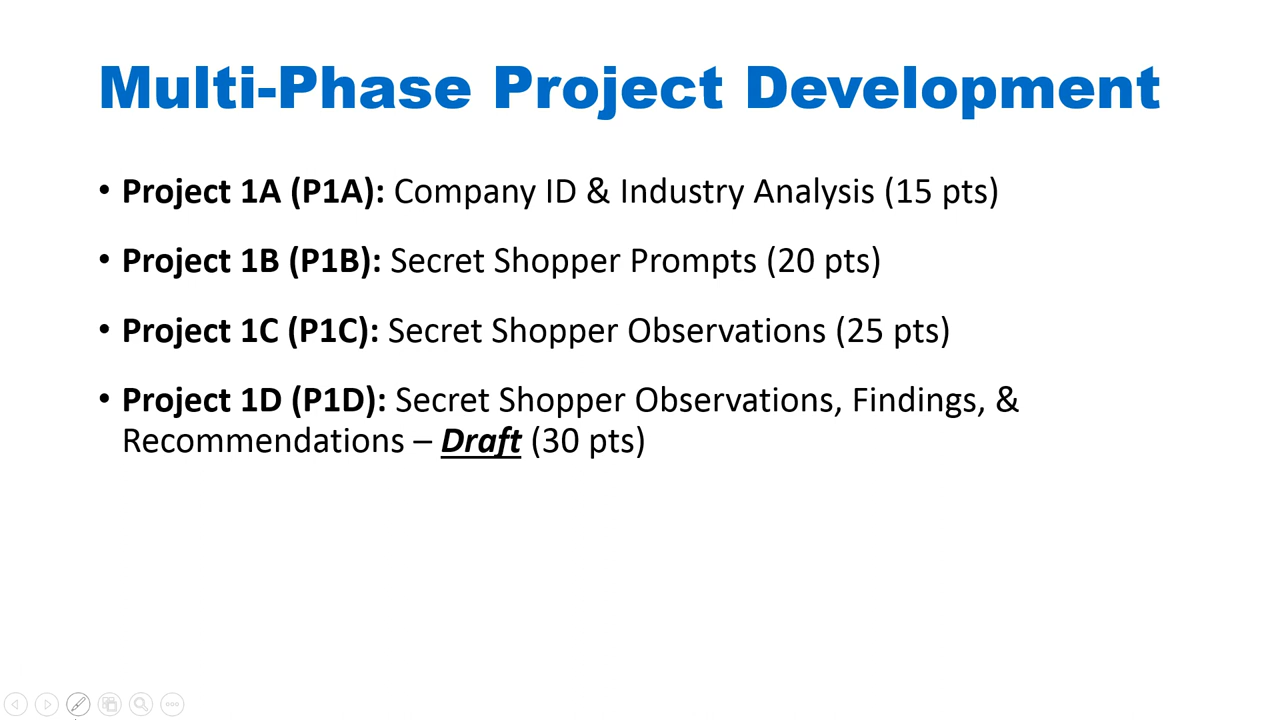 Multi-Phase Project Development
• Project 1A (P1A): Company ID & Industry Analysis (15 pts)
• Project 1B (P1B): Secret Shopper Prompts (20 pts)
• Project 1C (P1C): Secret Shopper Observations (25 pts)
• Project 1D (P1D): Secret Shopper Observations, Findings, &
Recommendations – Draft (30 pts)